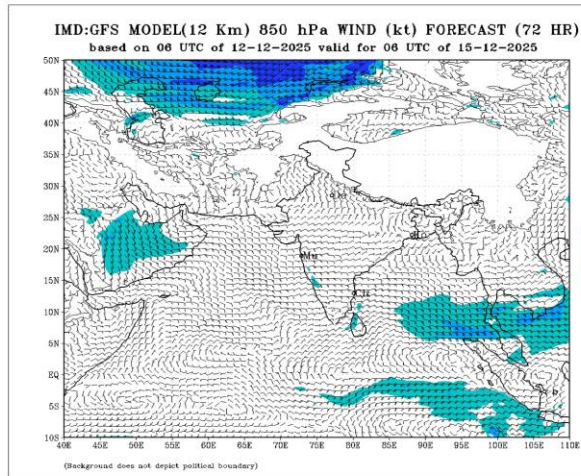 IMD:GFS MODEL(12 Km) 850 hPa WIND (kt) FORECAST (72 HR)
based on 06 UTC of 12-12-2025 valid for 06 UTC of 15-12-2025
50N
45N
40N
35N
30N
25N
20N
15N
10N
5N
EQ
5S
10S
Mu
40E 45E 50E 55E 60E 65E 70E 75E 80E 85E 90E 95E 100E 105E 110E
(Background does not depict political boundary)